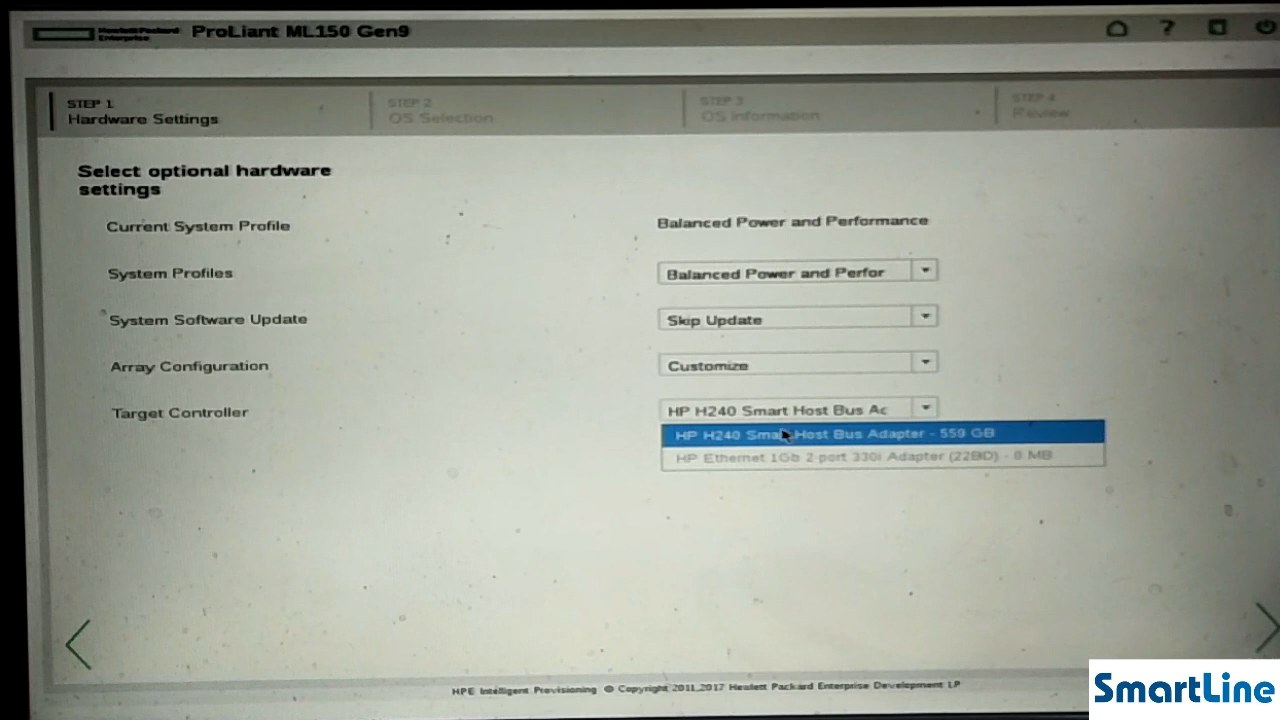 Hewlett Packard
Enterprise
ProLiant ML150 Gen9
?
STEP 1
Hardware Settings
STEP 2
OS Selection
STEP 3
OS Information
STEP 4
Review
Select optional hardware
settings
Current System Profile
Balanced Power and Performance
System Profiles
Balanced Power and Perfor
System Software Update
Skip Update
Array Configuration
Customize
Target Controller
HP H240 Smart Host Bus Ac
HP H240 Smart Host Bus Adapter - 559 GB
HP Ethernet 1Gb 2-port 330i Adapter (22BD) - 0 MB
HPE Intelligent Provisioning © Copyright 2011,2017 Hewlett Packard Enterprise Development LP
SmartLine